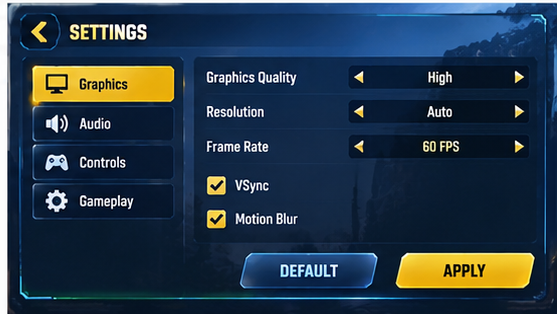 SETTINGS
Graphics
Audio
Controls
Gameplay
Graphics Quality High
Resolution Auto
Frame Rate 60 FPS
VSync
Motion Blur
DEFAULT APPLY